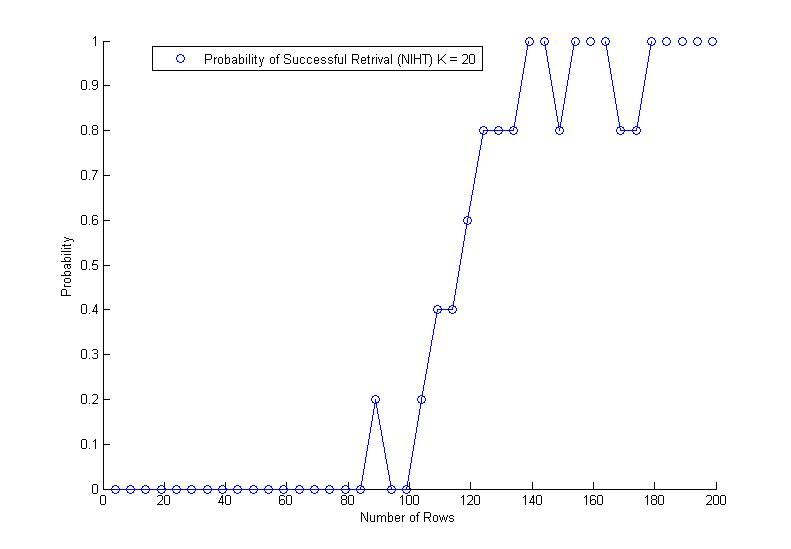 Probability of Successful Retrival (NIHT) K = 20
1
0.9
0.8
0.7
0.6
0.5
0.4
0.3
0.2
0.1
0
Probability
0 20 40 60 80 100 120 140 160 180 200
Number of Rows